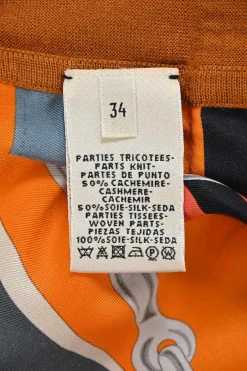 34
PARTIES TRICOTEES-
PARTS KNIT-
PARTES DE PUNTO
50% CACHEMIRE-
CASHMERE-
CACHEMIR
50%SOIE-SILK-SEDA
PARTIES TISSEES-
WOVEN PARTS-
PIEZAS TEJIDAS
100%SOIE-SILK-SEDA
P